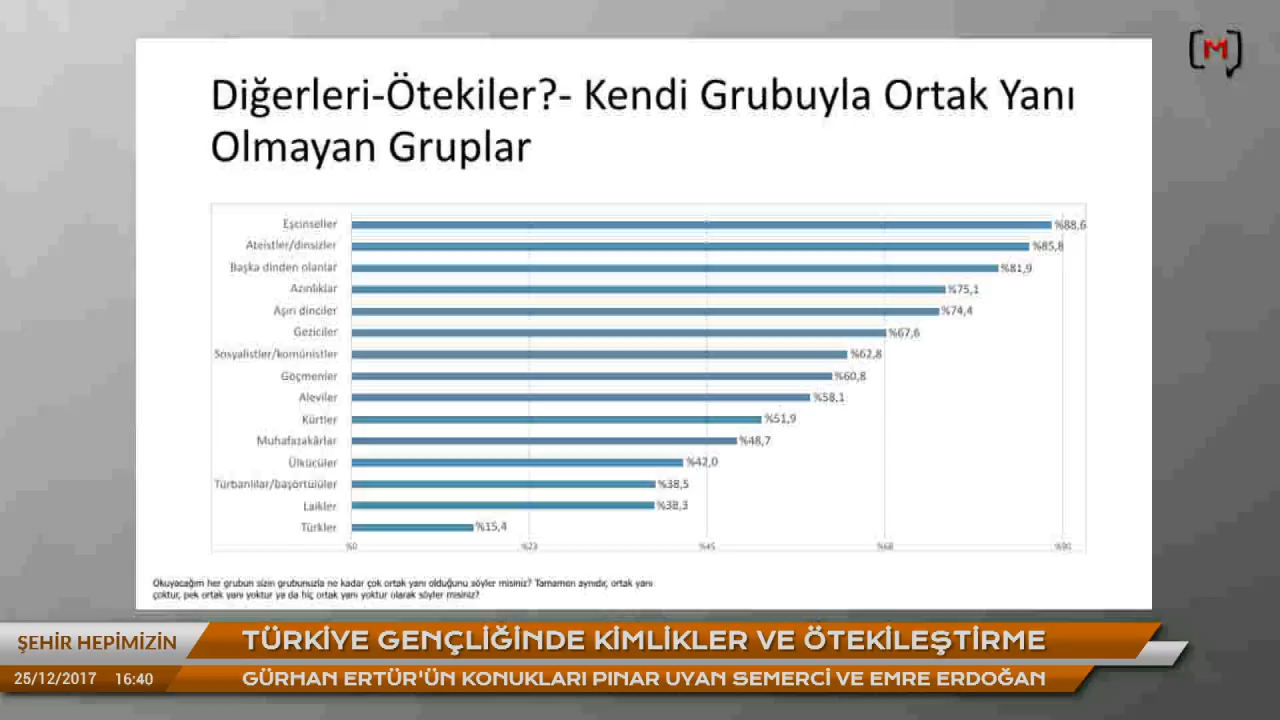 [M]
Diğerleri-Ötekiler?- Kendi Grubuyla Ortak Yanı
Olmayan Gruplar
Eşcinseller %88,6
Ateistler/dinsizler %85,8
Başka dinden olanlar %81,9
Azınlıklar %75,1
Aşırı dinciler %74,4
Geziciler %67,6
Sosyalistler/komünistler %62,8
Göçmenler %60,8
Aleviler %58,1
Kürtler %51,9
Muhafazakârlar %48,7
Ülkücüler %42,0
Türbanlılar/başörtülüler %38,5
Laikler %38,3
Türkler %15,4
%0 %23 %45 %68 %90
Okuyacağım her grubun sizin grubunuzla ne kadar çok ortak yanı olduğunu söyler misiniz? Tamamen aynıdır, ortak yanı
çoktur, pek ortak yanı yoktur ya da hiç ortak yanı yoktur olarak söyler misiniz?
ŞEHİR HEPİMİZİN
TÜRKİYE GENÇLİĞİNDE KİMLİKLER VE ÖTEKİLEŞTİRME
25/12/2017 16:40
GÜRHAN ERTÜR'ÜN KONUKLARI PINAR UYAN SEMERCİ VE EMRE ERDOĞAN